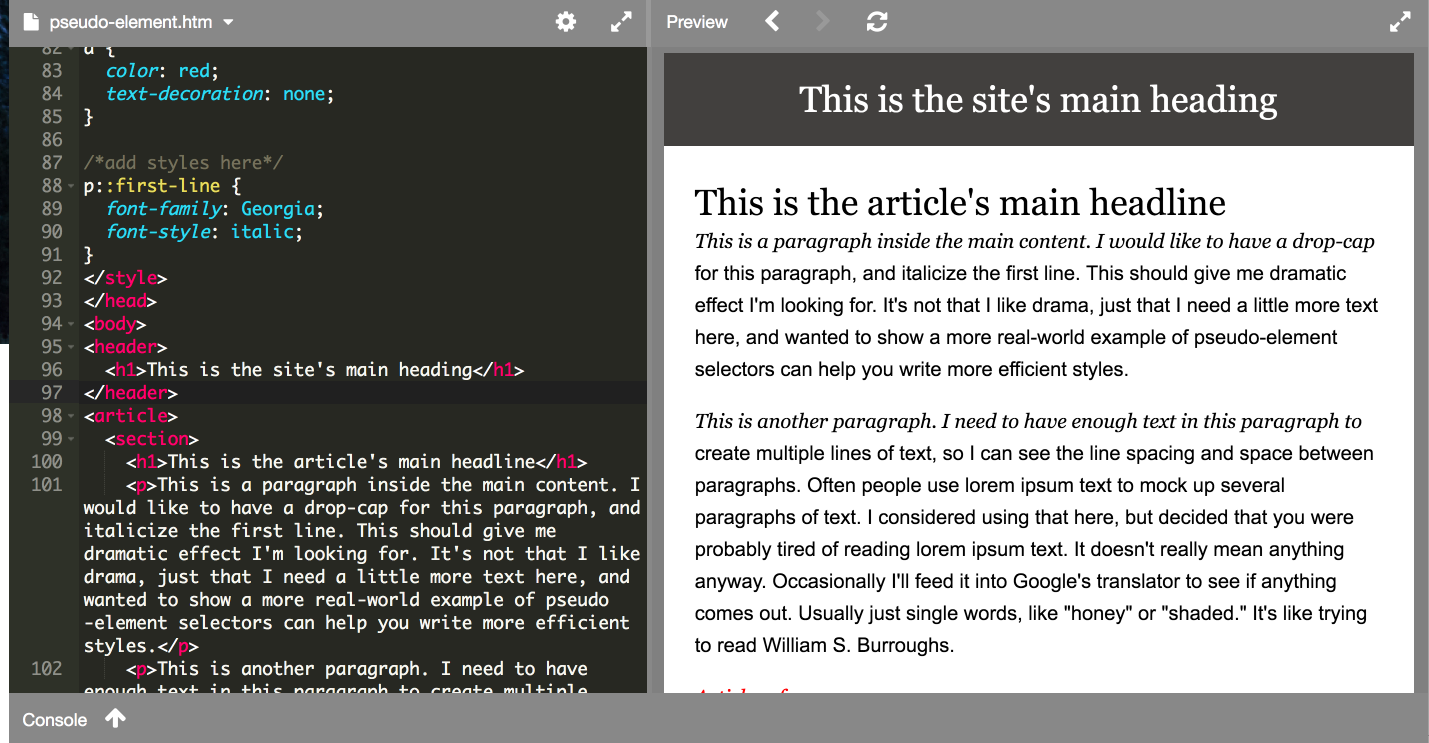 pseudo-element.htm
Preview
83 color: red;
84 text-decoration: none;
85 }
86
87 /*add styles here*/
88 p::first-line {
89 font-family: Georgia;
90 font-style: italic;
91 }
92 </style>
93 </head>
94 <body>
95 <header>
96 <h1>This is the site's main heading</h1>
97 </header>
98 <article>
99 <section>
100 <h1>This is the article's main headline</h1>
101 <p>This is a paragraph inside the main content. I
would like to have a drop-cap for this paragraph, and
italicize the first line. This should give me
dramatic effect I'm looking for. It's not that I like
drama, just that I need a little more text here, and
wanted to show a more real-world example of pseudo
-element selectors can help you write more efficient
styles.</p>
102 <p>This is another paragraph. I need to have
enough text in this paragraph to create multiple
This is the site's main heading
This is the article's main headline
This is a paragraph inside the main content. I would like to have a drop-cap
for this paragraph, and italicize the first line. This should give me dramatic
effect I'm looking for. It's not that I like drama, just that I need a little more text
here, and wanted to show a more real-world example of pseudo-element
selectors can help you write more efficient styles.
This is another paragraph. I need to have enough text in this paragraph to
create multiple lines of text, so I can see the line spacing and space between
paragraphs. Often people use lorem ipsum text to mock up several
paragraphs of text. I considered using that here, but decided that you were
probably tired of reading lorem ipsum text. It doesn't really mean anything
anyway. Occasionally I'll feed it into Google's translator to see if anything
comes out. Usually just single words, like "honey" or "shaded." It's like trying
to read William S. Burroughs.
Console